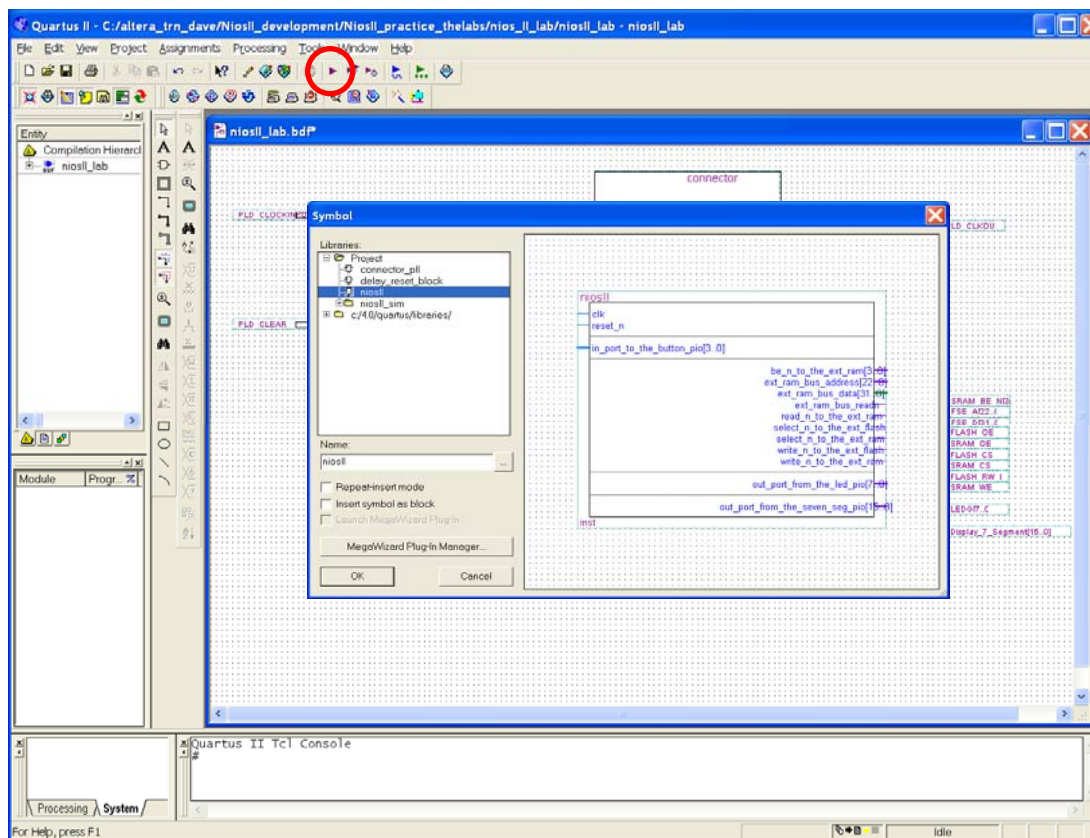 Quartus II - C:/altera_trn_dave/NiosII_development/NiosII_practice_thelabs/nios_II_lab/niosII_lab - niosII_lab
File Edit View Project Assignments Processing Tools Window Help
Entity
Compilation Hierarcl
niosII_lab
Module Progr... %
niosII_lab.bdf*
connector
PLD_CLOCKIN
LD_CLKOU
PLD_CLEAR
SRAM_BE_N
FLASH_OE
SRAM_OE
FLASH_CS
SRAM_CS
FLASH_RW
SRAM_WE
Display_7_Segment[15..0]
Symbol
Libraries:
Project
connector_pll
delay_reset_block
niosII
niosII_sim
c:/40/quartus/libraries/
Name:
niosII
...
Repeat-insert mode
Insert symbol as block
Launch MegaWizard Plug-In
MegaWizard Plug-In Manager...
OK Cancel
niosII
clk
reset_n
in_port_to_the_button_pio[3..0]
be_n_to_the_ext_ram[3..0]
ext_ram_bus_address[22..0]
ext_ram_bus_data[31..0]
ext_ram_bus_readn
read_n_to_the_ext_ram
select_n_to_the_ext_flash
select_n_to_the_ext_ram
write_n_to_the_ext_flash
write_n_to_the_ext_ram
out_port_from_the_led_pio[7..0]
out_port_from_the_seven_seg_pio[15..0]
inst
Quartus II Tcl Console
#
Processing System
For Help, press F1
Idle